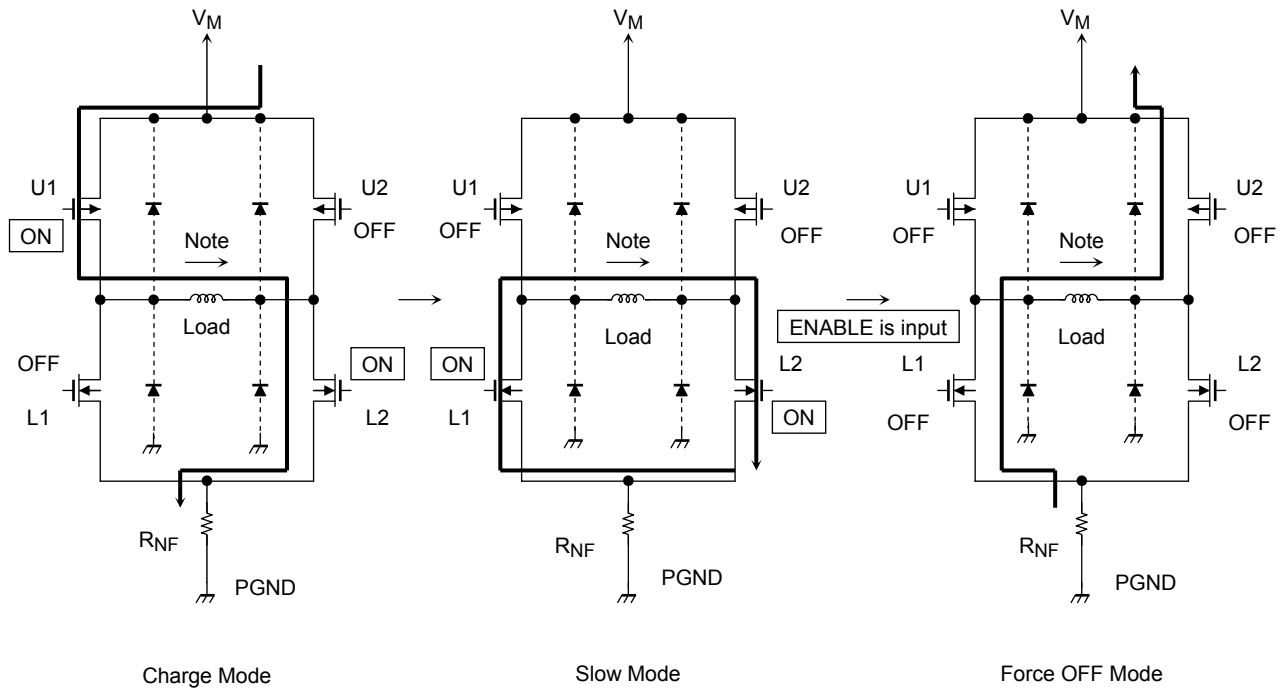 VM
U1
U2
ON
OFF
Note
Load
OFF
ON
L1
L2
RNF
PGND
Charge Mode
VM
U1
U2
OFF
OFF
Note
Load
ON
L2
L1
ON
RNF
PGND
Slow Mode
ENABLE is input
VM
U1
U2
OFF
OFF
Note
Load
L1
L2
OFF
OFF
RNF
PGND
Force OFF Mode